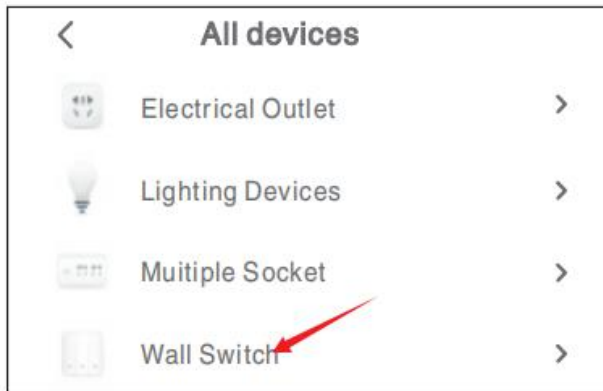 All devices
Electrical Outlet
Lighting Devices
Muitiple Socket
Wall Switch